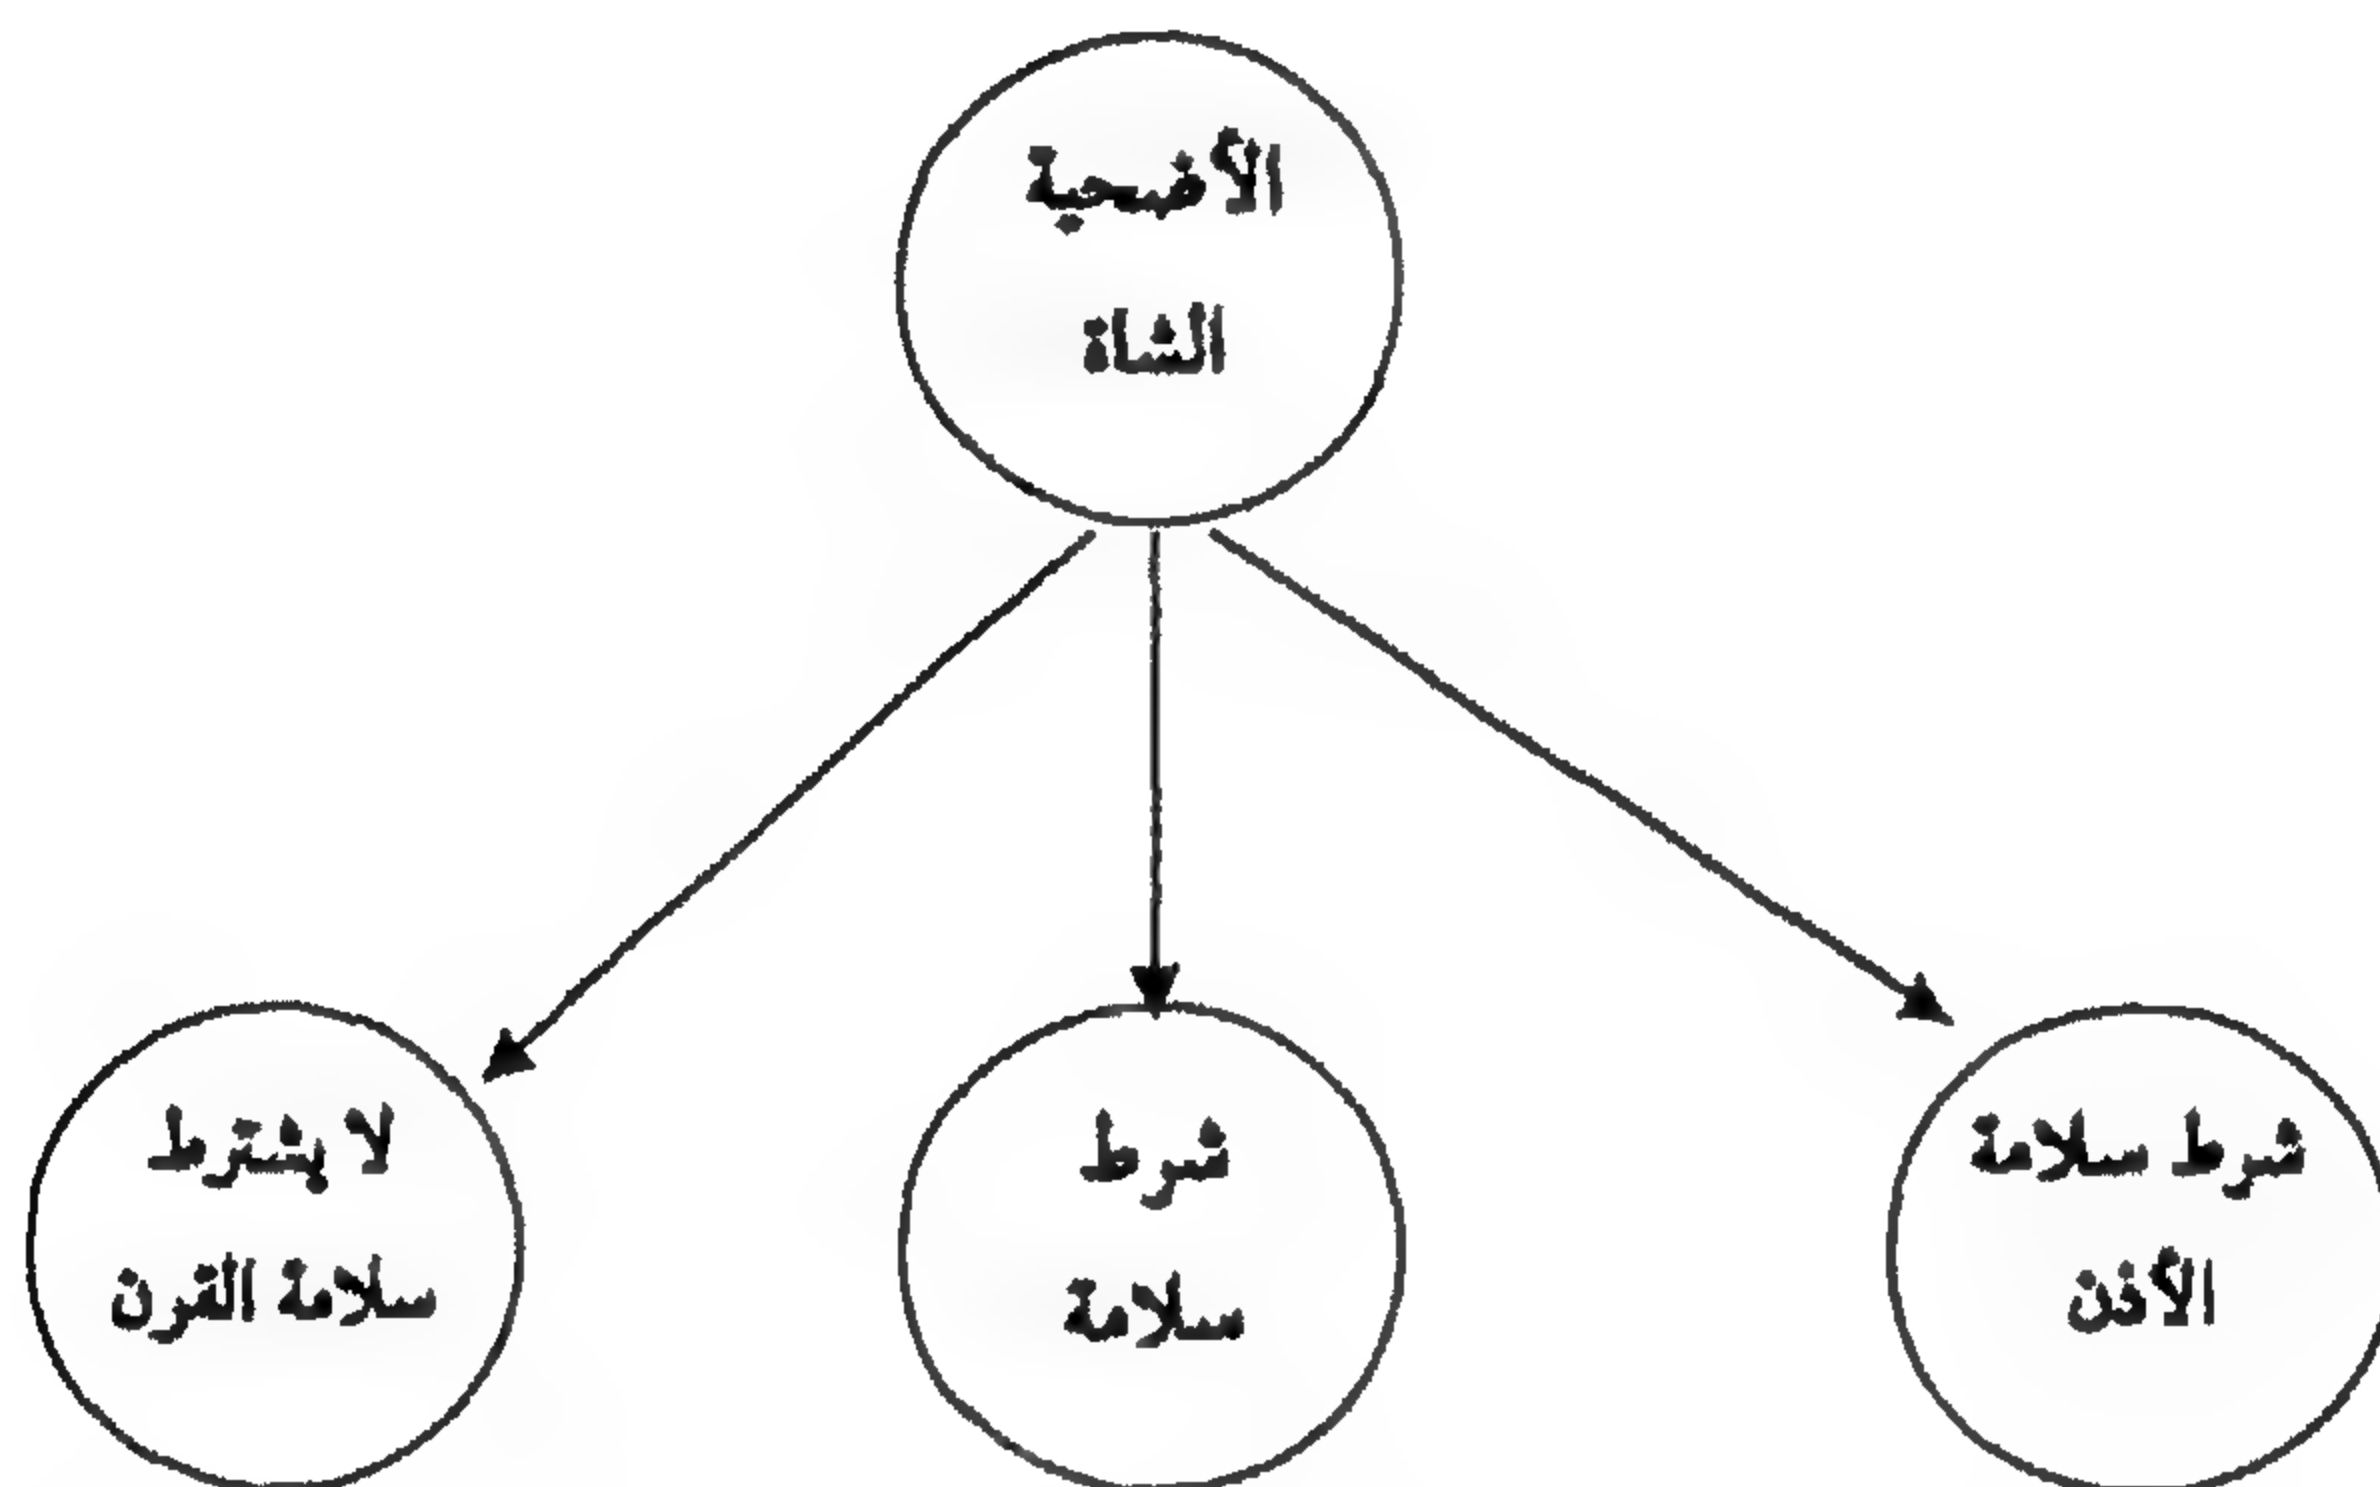 الأضحية
الشاة
شرط سلامة
الأذن
شرط
سلامة
لا يشترط
سلامة القرن